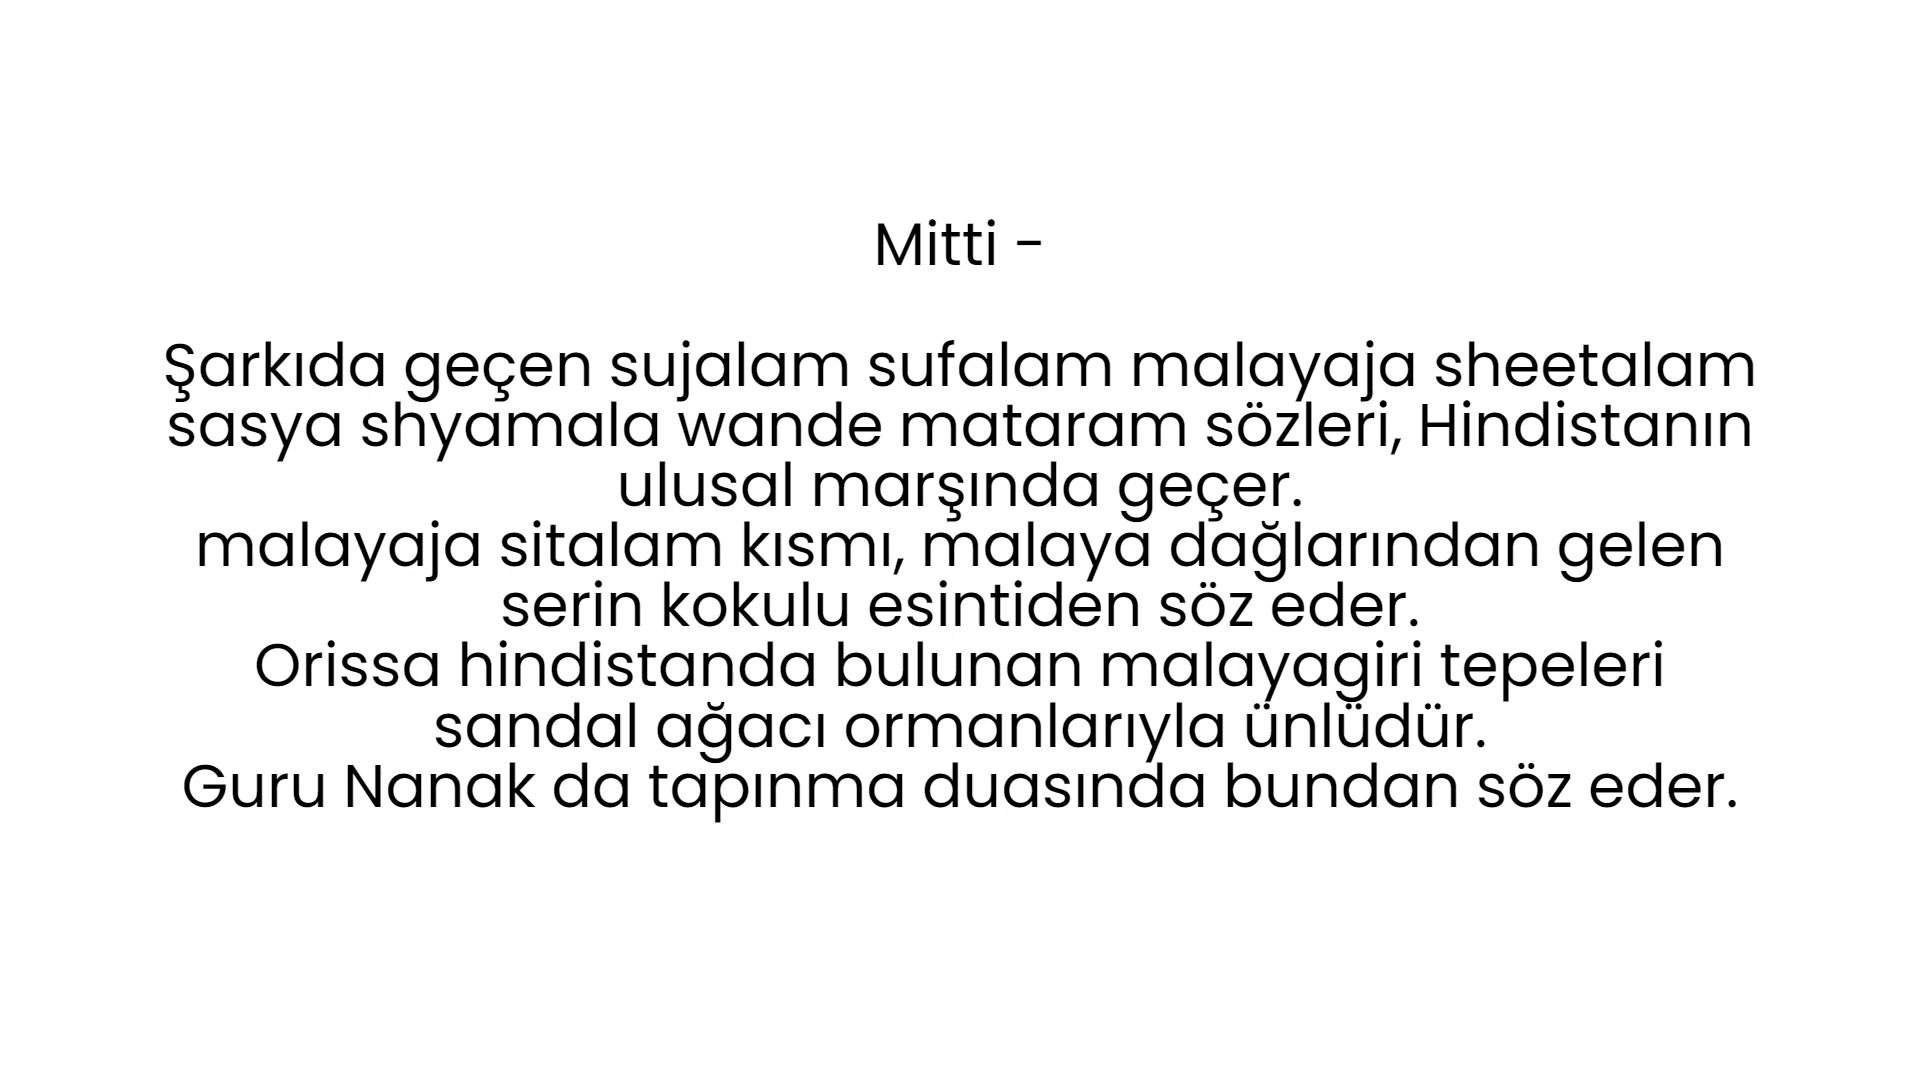 Mitti -
Şarkıda geçen sujalam sufalam malayaja sheetalam
sasya shyamala wande mataram sözleri, Hindistanın
ulusal marşında geçer.
malayaja sitalam kısmı, malaya dağlarından gelen
serin kokulu esintiden söz eder.
Orissa hindistanda bulunan malayagiri tepeleri
sandal ağacı ormanlarıyla ünlüdür.
Guru Nanak da tapınma duasında bundan söz eder.